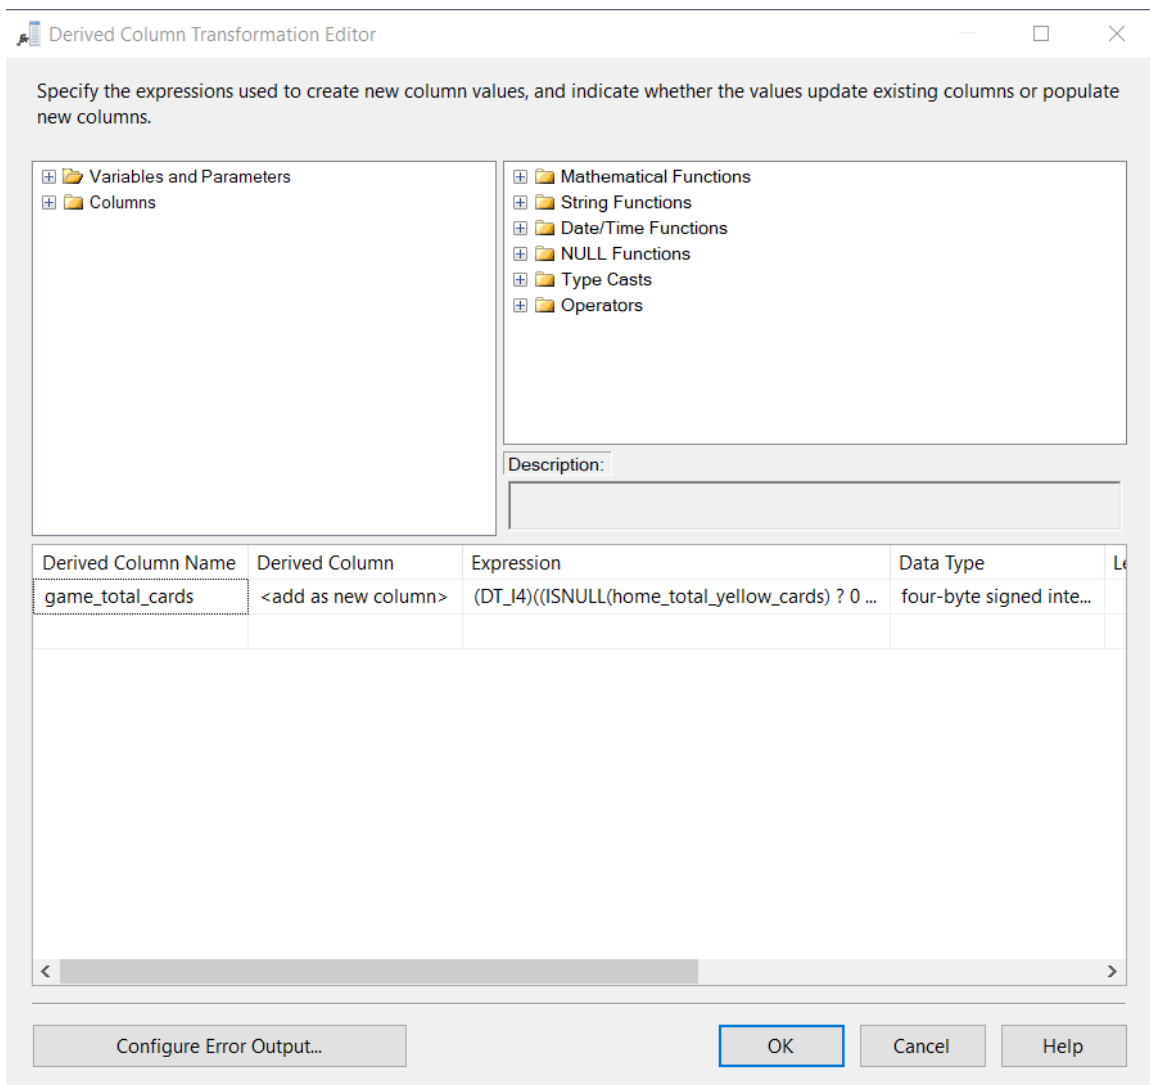 Derived Column Transformation Editor
Specify the expressions used to create new column values, and indicate whether the values update existing columns or populate
new columns.
Variables and Parameters
Columns
Mathematical Functions
String Functions
Date/Time Functions
NULL Functions
Type Casts
Operators
Description:
Derived Column Name Derived Column Expression Data Type Le
game_total_cards <add as new column> (DT_I4)((ISNULL(home_total_yellow_cards) ? 0 ... four-byte signed inte...
Configure Error Output... OK Cancel Help